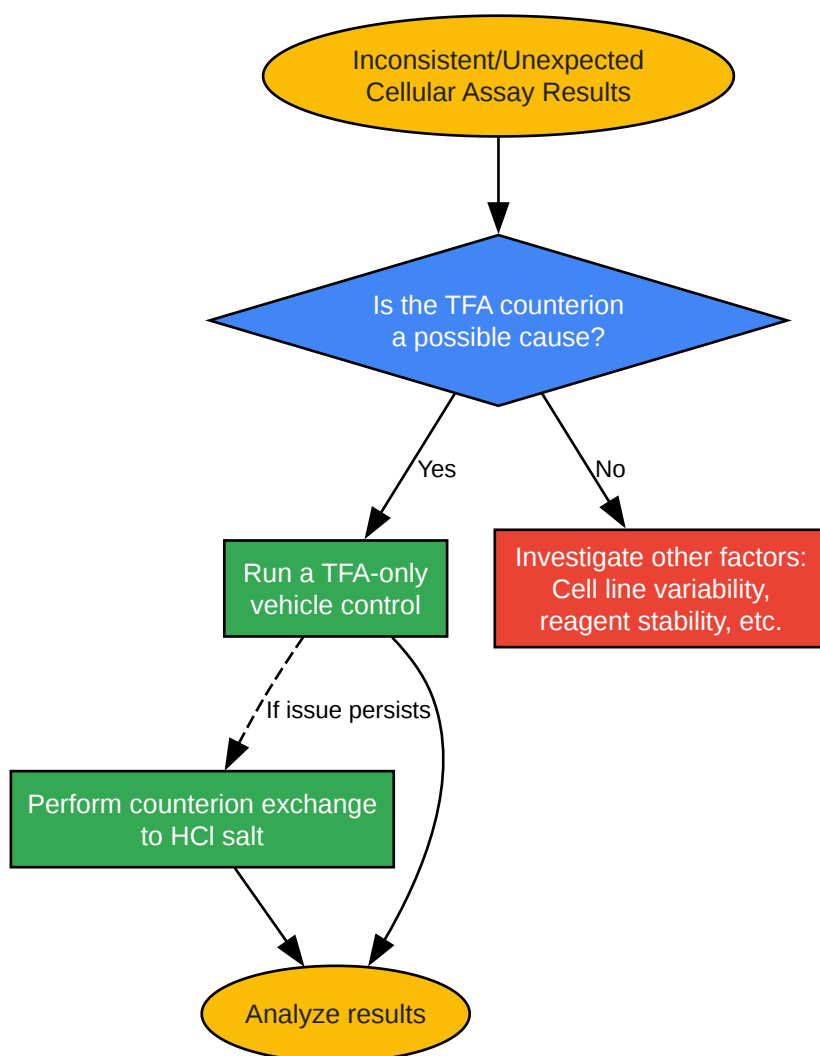 Inconsistent/Unexpected
Cellular Assay Results
Is the TFA counterion
a possible cause?
Yes
No
Run a TFA-only
vehicle control
Investigate other factors:
Cell line variability,
reagent stability, etc.
If issue persists
Perform counterion exchange
to HCl salt
Analyze results